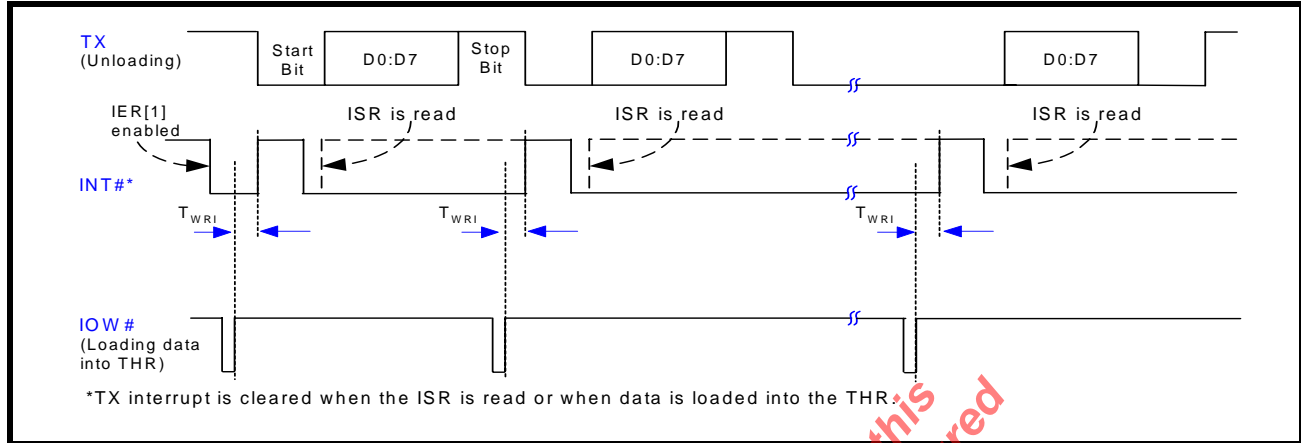 TX
(Unloading)
Start
Bit
D0:D7
Stop
Bit
D0:D7
D0:D7
IER[1]
enabled
ISR is read
ISR is read
ISR is read
INT#*
TWRI
TWRI
TWRI
IOW#
(Loading data
into THR)
*TX interrupt is cleared when the ISR is read or when data is loaded into the THR.
this
red